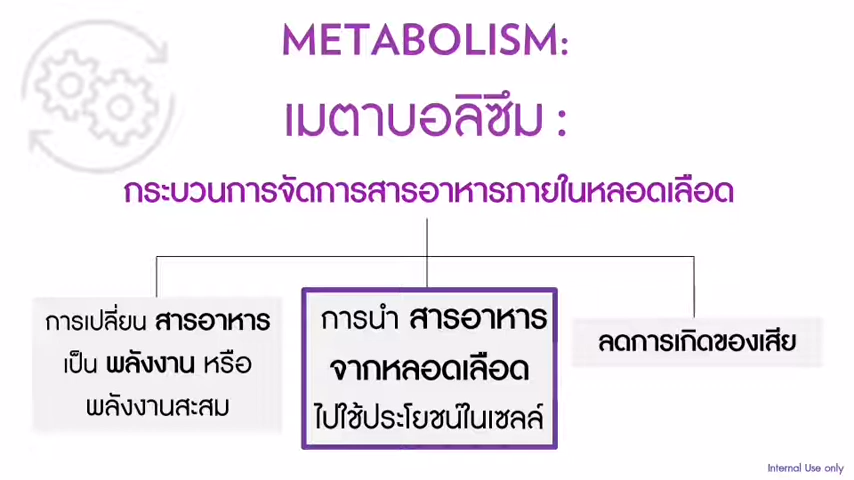 METABOLISM:
เมตาบอลิซึม :
กระบวนการจัดการสารอาหารภายในหลอดเลือด
การเปลี่ยน สารอาหาร
เป็น พลังงาน หรือ
พลังงานสะสม
การนำ สารอาหาร
จากหลอดเลือด
ไปใช้ประโยชน์ในเซลล์
ลดการเกิดของเสีย
Internal Use only